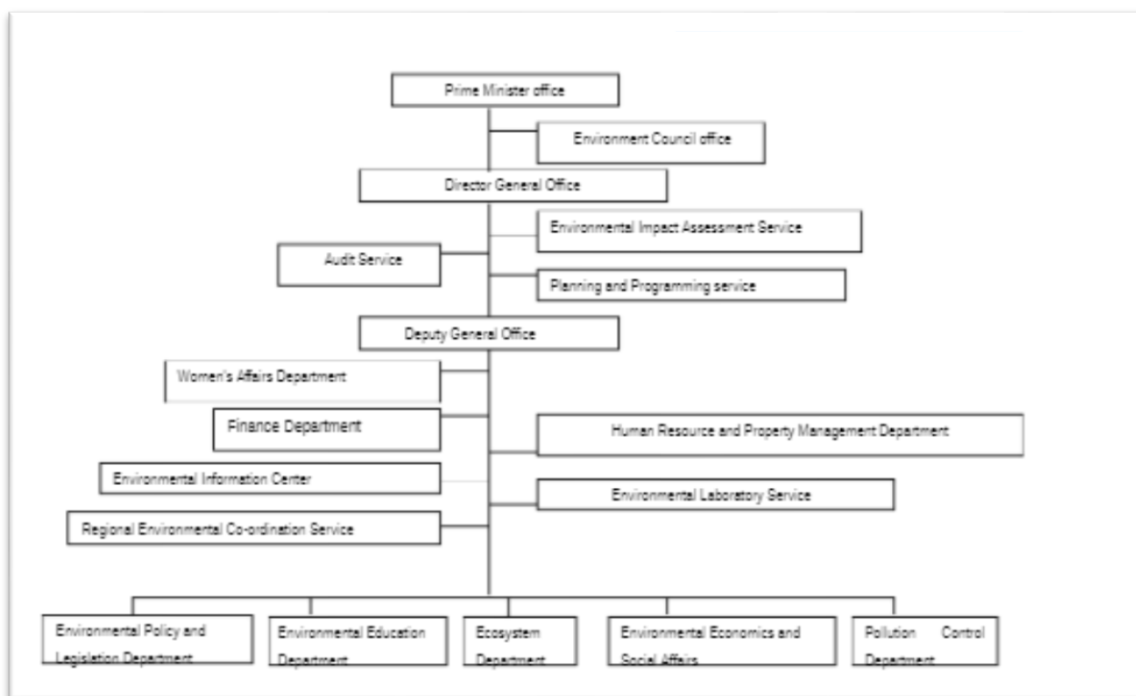 Prime Minister office
Environment Council office
Director General Office
Environmental Impact Assessment Service
Audit Service
Planning and Programming service
Deputy General Office
Women's Affairs Department
Finance Department
Human Resource and Property Management Department
Environmental Information Center
Environmental Laboratory Service
Regional Environmental Co-ordination Service
Environmental Policy and
Legislation Department
Environmental Education
Department
Ecosystem
Department
Environmental Economics and
Social Affairs
Pollution Control
Department